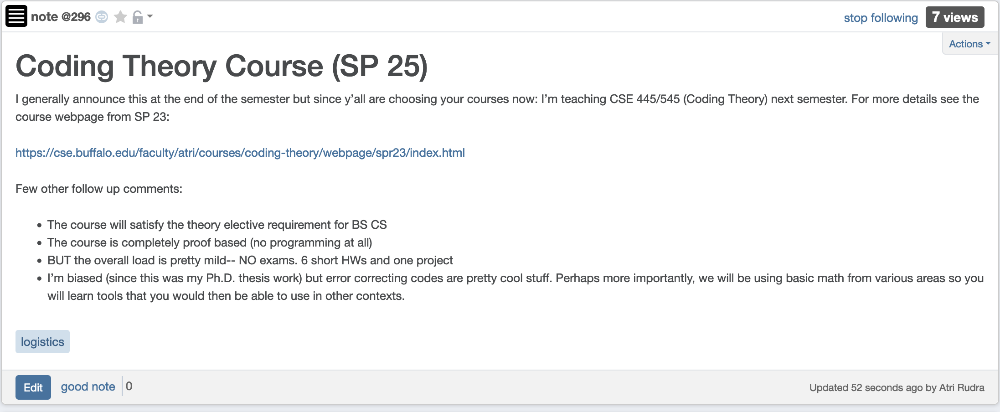 note @296
stop following
7 views
Actions
Coding Theory Course (SP 25)
I generally announce this at the end of the semester but since y’all are choosing your courses now: I’m teaching CSE 445/545 (Coding Theory) next semester. For more details see the
course webpage from SP 23:
https://cse.buffalo.edu/faculty/atri/courses/coding-theory/webpage/spr23/index.html
Few other follow up comments:
• The course will satisfy the theory elective requirement for BS CS
• The course is completely proof based (no programming at all)
• BUT the overall load is pretty mild-- NO exams. 6 short HWs and one project
• I’m biased (since this was my Ph.D. thesis work) but error correcting codes are pretty cool stuff. Perhaps more importantly, we will be using basic math from various areas so you
will learn tools that you would then be able to use in other contexts.
logistics
Edit
good note
0
Updated 52 seconds ago by Atri Rudra